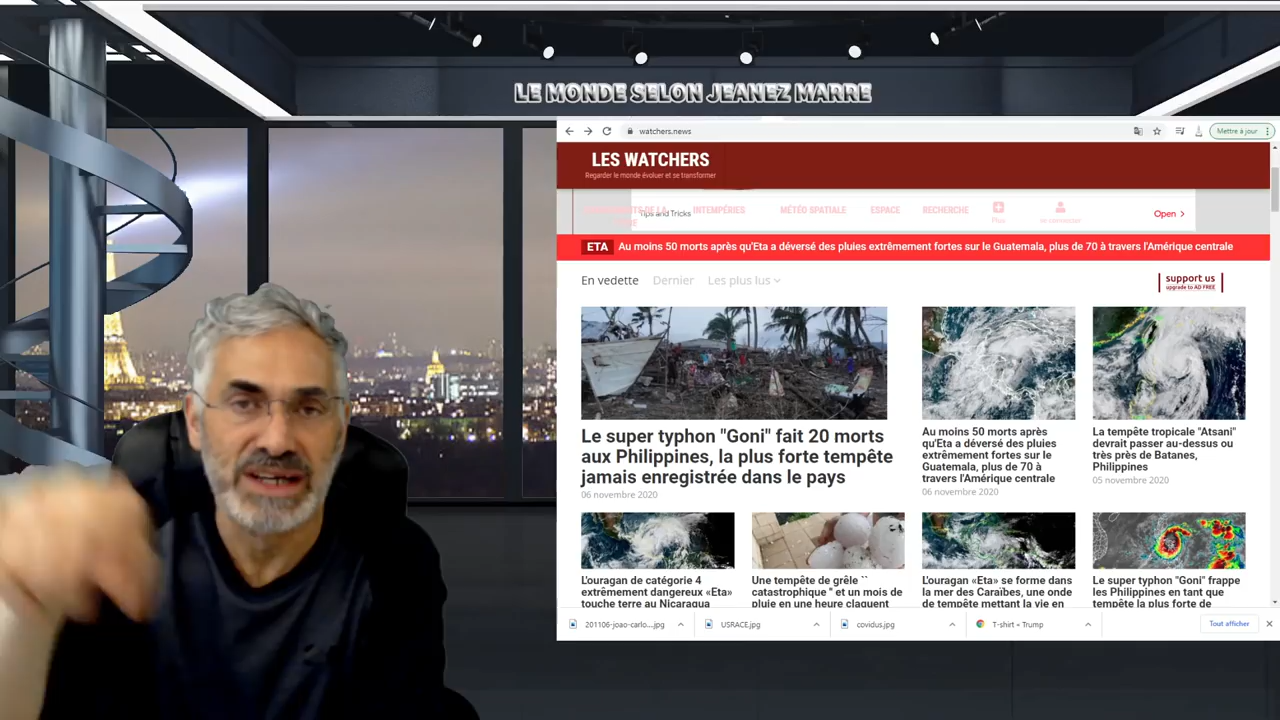 LE MONDE SELON JEANEZ MARRE
watchers.news
Mettre à jour
LES WATCHERS
Regarder le monde évoluer et se transformer
DE LA
INTEMPÉRIES
MÉTÉO SPATIALE
ESPACE
RECHERCHE
Plus
se connecter
Tips and Tricks
Open
ETA Au moins 50 morts après qu'Eta a déversé des pluies extrêmement fortes sur le Guatemala, plus de 70 à travers l'Amérique centrale
En vedette
Dernier
Les plus lus
support us
upgrade to AD FREE
Le super typhon "Goni" fait 20 morts
aux Philippines, la plus forte tempête
jamais enregistrée dans le pays
06 novembre 2020
Au moins 50 morts après
qu'Eta a déversé des pluies
extrêmement fortes sur le
Guatemala, plus de 70 à
travers l'Amérique centrale
06 novembre 2020
La tempête tropicale "Atsani"
devrait passer au-dessus ou
très près de Batanes,
Philippines
05 novembre 2020
L'ouragan de catégorie 4
extrêmement dangereux «Eta»
touche terre au Nicaragua
Une tempête de grêle ``
catastrophique '' et un mois de
pluie en une heure claquent
L'ouragan «Eta» se forme dans
la mer des Caraïbes, une onde
de tempête mettant la vie en
Le super typhon "Goni" frappe
les Philippines en tant que
tempête la plus forte de
201106-joao-carlo...jpg
USRACE.jpg
covidus.jpg
T-shirt « Trump
Tout afficher